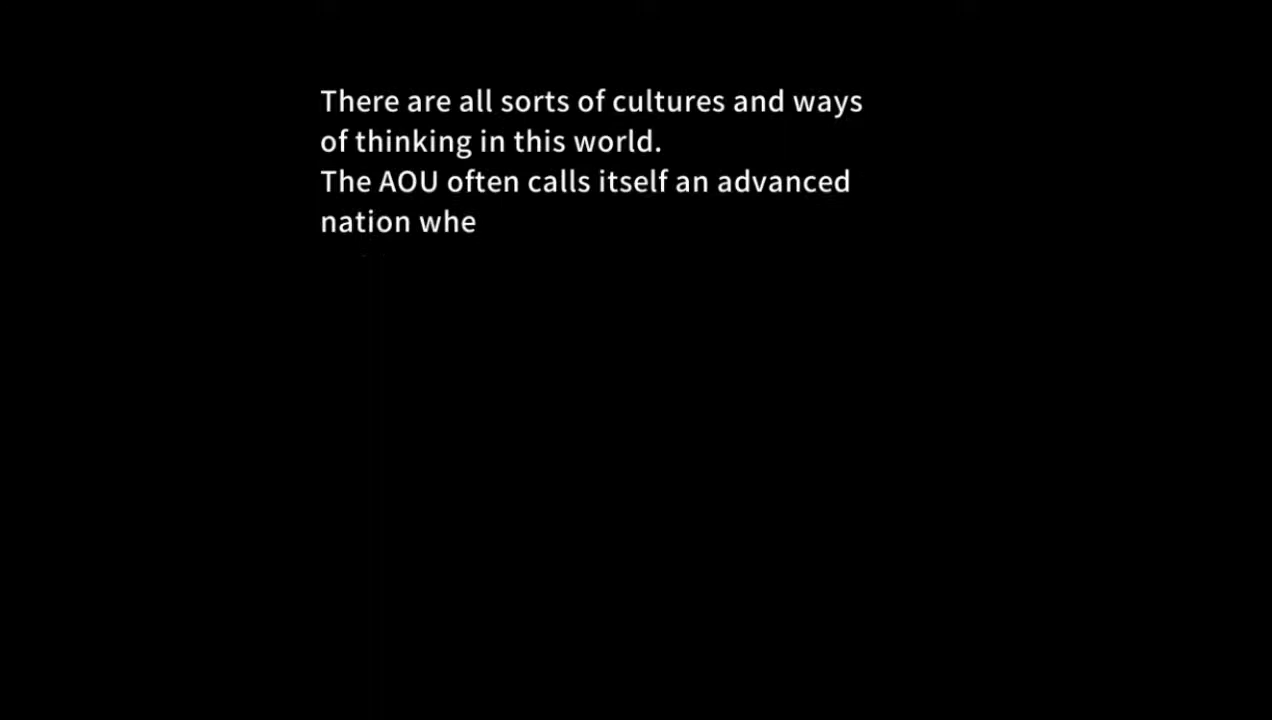 There are all sorts of cultures and ways
of thinking in this world.
The AOU often calls itself an advanced
nation whe